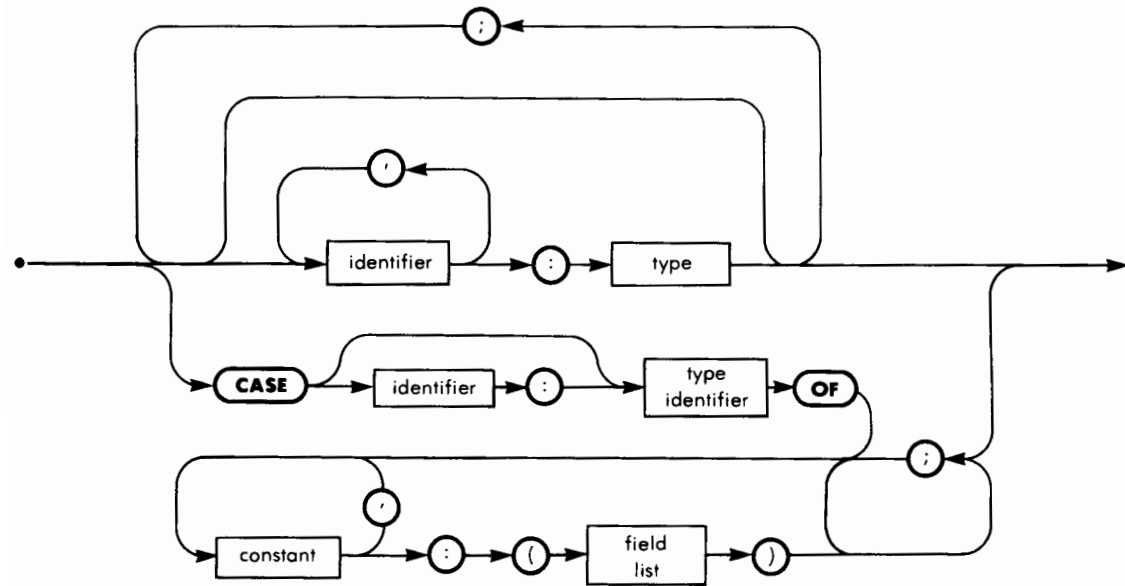 ;
,
identifier : type
CASE identifier : type identifier OF
;
,
constant : ( field list )